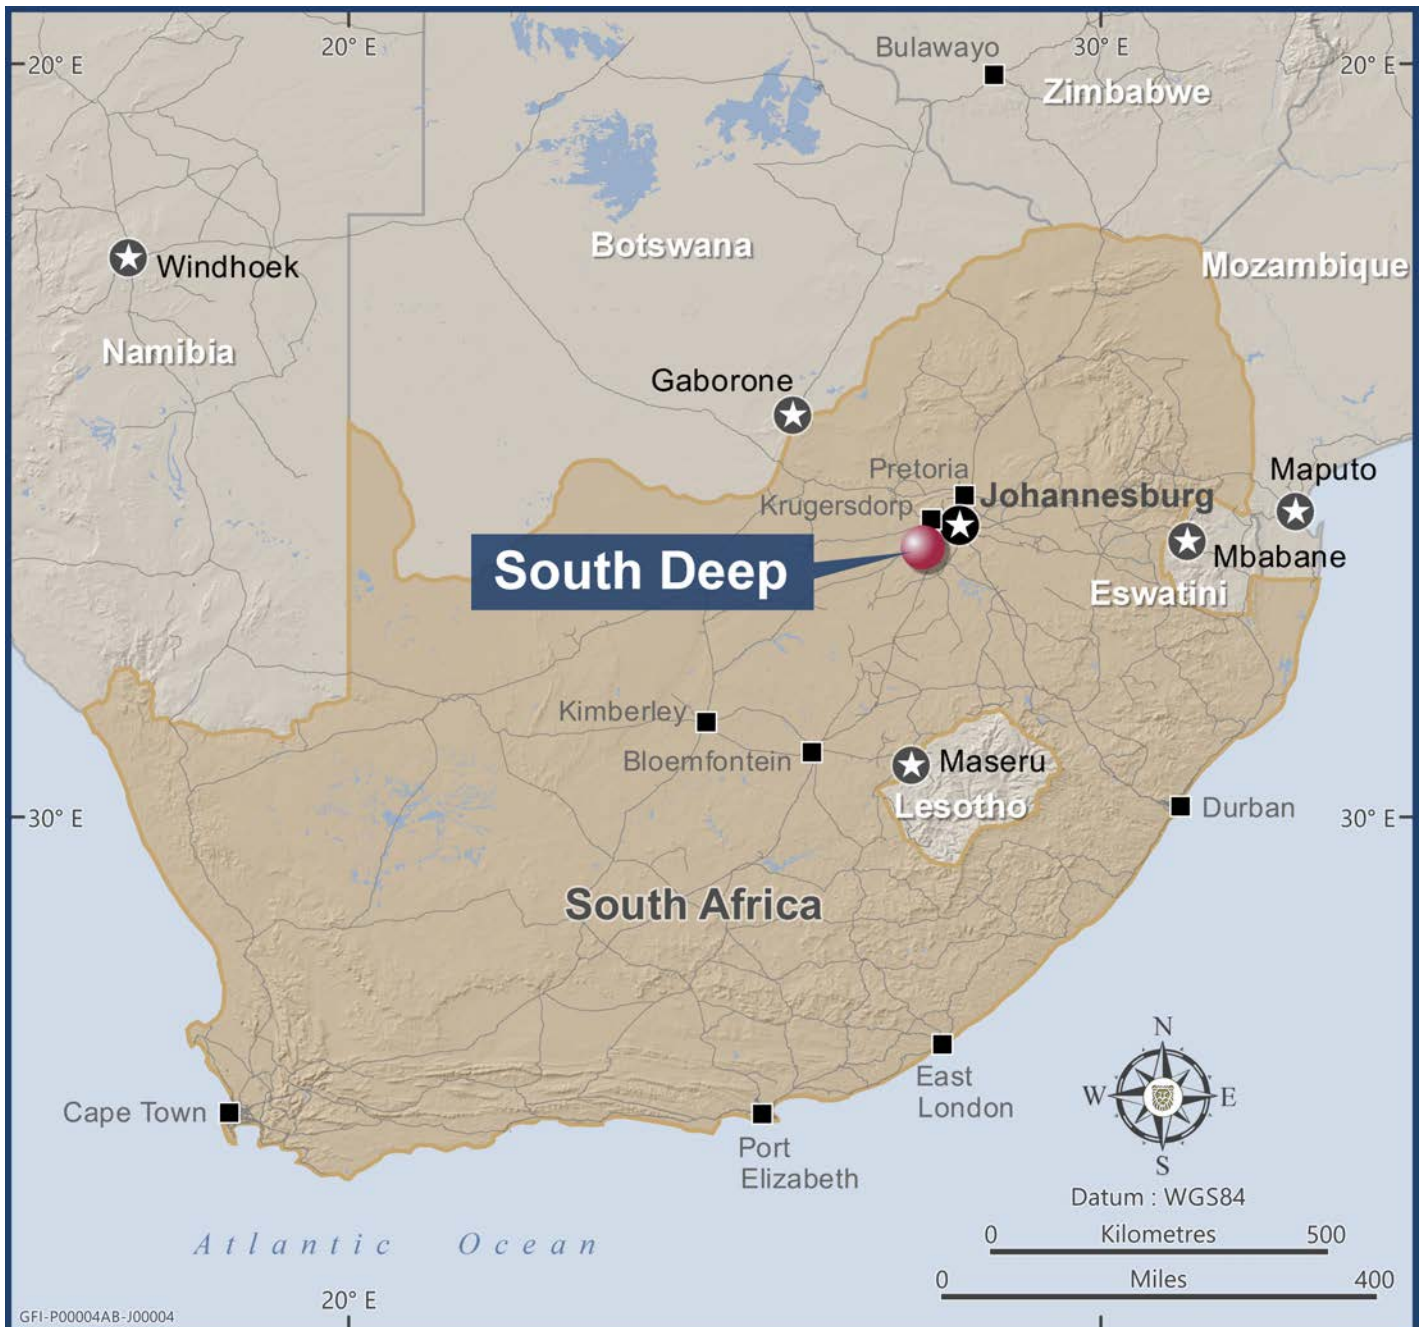 20° E
30° E
Bulawayo
20° E
20° E
Zimbabwe
Botswana
Mozambique
Windhoek
Namibia
Gaborone
Pretoria
Maputo
Johannesburg
Krugersdorp
South Deep
Mbabane
Eswatini
Kimberley
Bloemfontein
Maseru
Lesotho
Durban
30° E
30° E
South Africa
N
W
E
S
East
London
Cape Town
Port
Elizabeth
Datum : WGS84
0 Kilometres 500
0 Miles 400
Atlantic Ocean
20° E
GFI-P00004AB-J00004